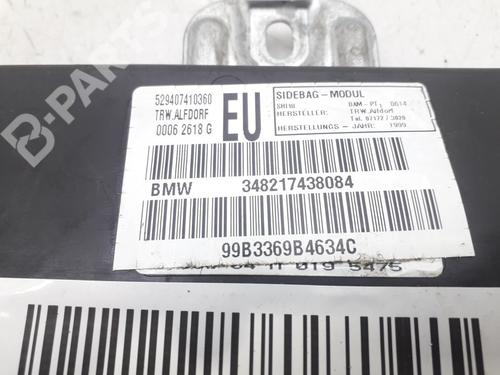 529407410360
TRW.ALFDORF
0006 2618 G
EU
SIDEBAG-MODUL
BAM-PT1 0614
HERSTELLER: TRW.Alfdorf
Tel. 07172 / 3020
HERSTELLUNGS-JAHR: 1999
BMW 348217438084
99B3369B4634C
019 5475
B-PARTS